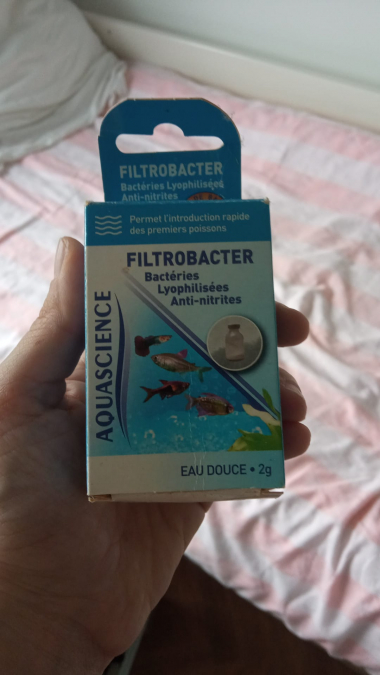 FILTROBACTER
Bactéries Lyophilisées
Anti-nitrites
Permet l'introduction rapide
des premiers poissons
FILTROBACTER
Bactéries
Lyophilisées
Anti-nitrites
AQUASCIENCE
EAU DOUCE • 2g